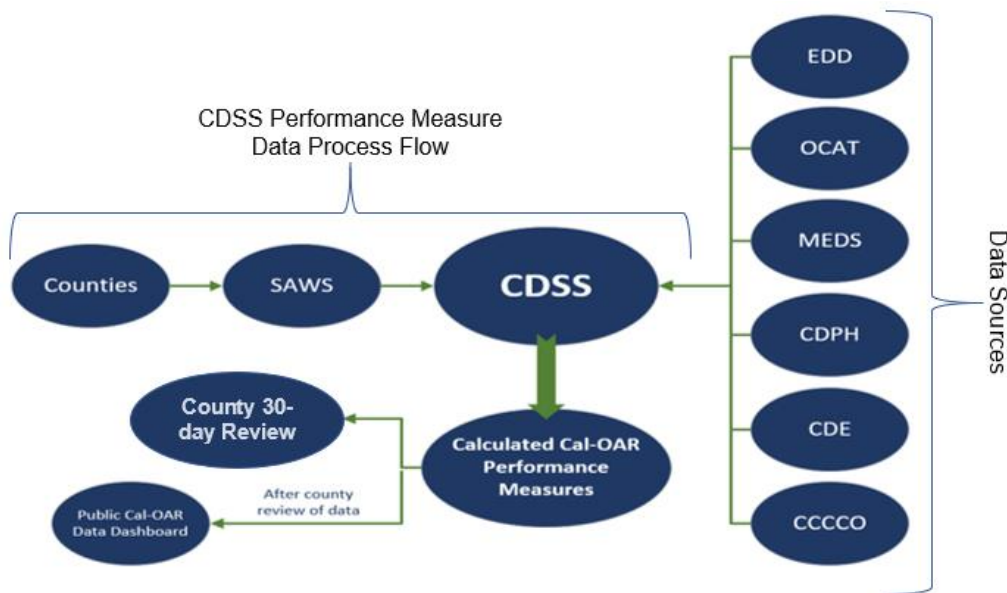 CDSS Performance Measure
Data Process Flow
Counties
SAWS
CDSS
EDD
OCAT
MEDS
CDPH
CDE
CCCCO
Data Sources
County 30-
day Review
Calculated Cal-OAR
Performance
Measures
After county
review of data
Public Cal-OAR
Data Dashboard